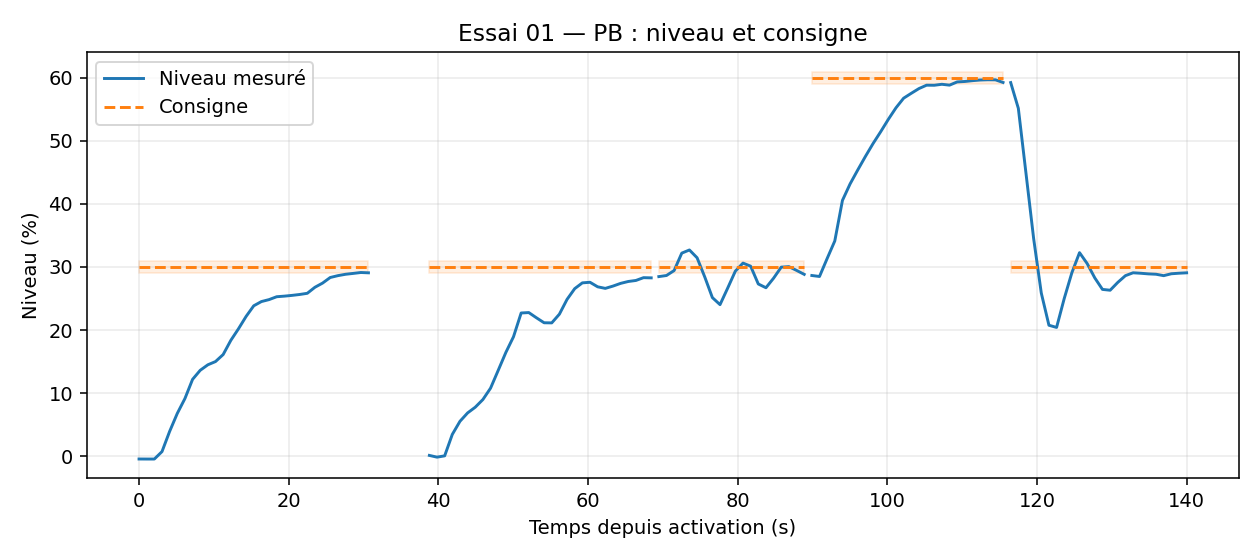 Essai 01 — PB : niveau et consigne
Niveau mesuré
Consigne
Niveau (%)
60
50
40
30
20
10
0
0 20 40 60 80 100 120 140
Temps depuis activation (s)